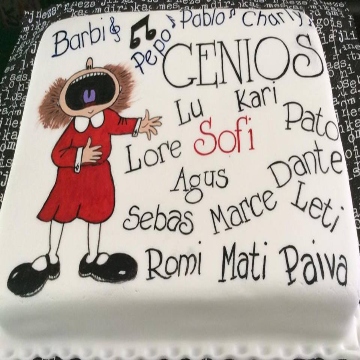 Barbi Pepo Pablo Charly
GENIOS
Lu Kari Pato
Lore Sofi
Agus Dante
Sebas Marce Leti
Romi Mati Paiva